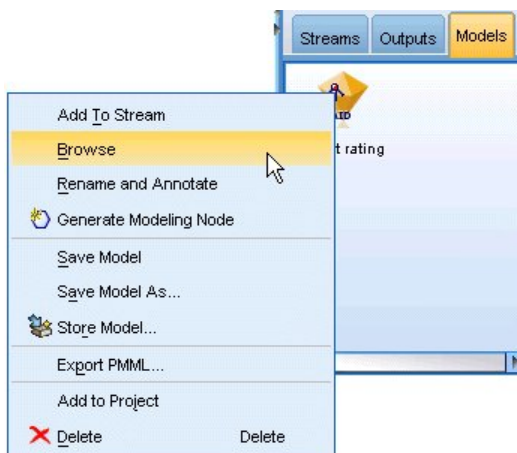 Streams Outputs Models
AID
t rating
Add To Stream
Browse
Rename and Annotate
Generate Modeling Node
Save Model
Save Model As...
Store Model...
Export PMML...
Add to Project
Delete Delete